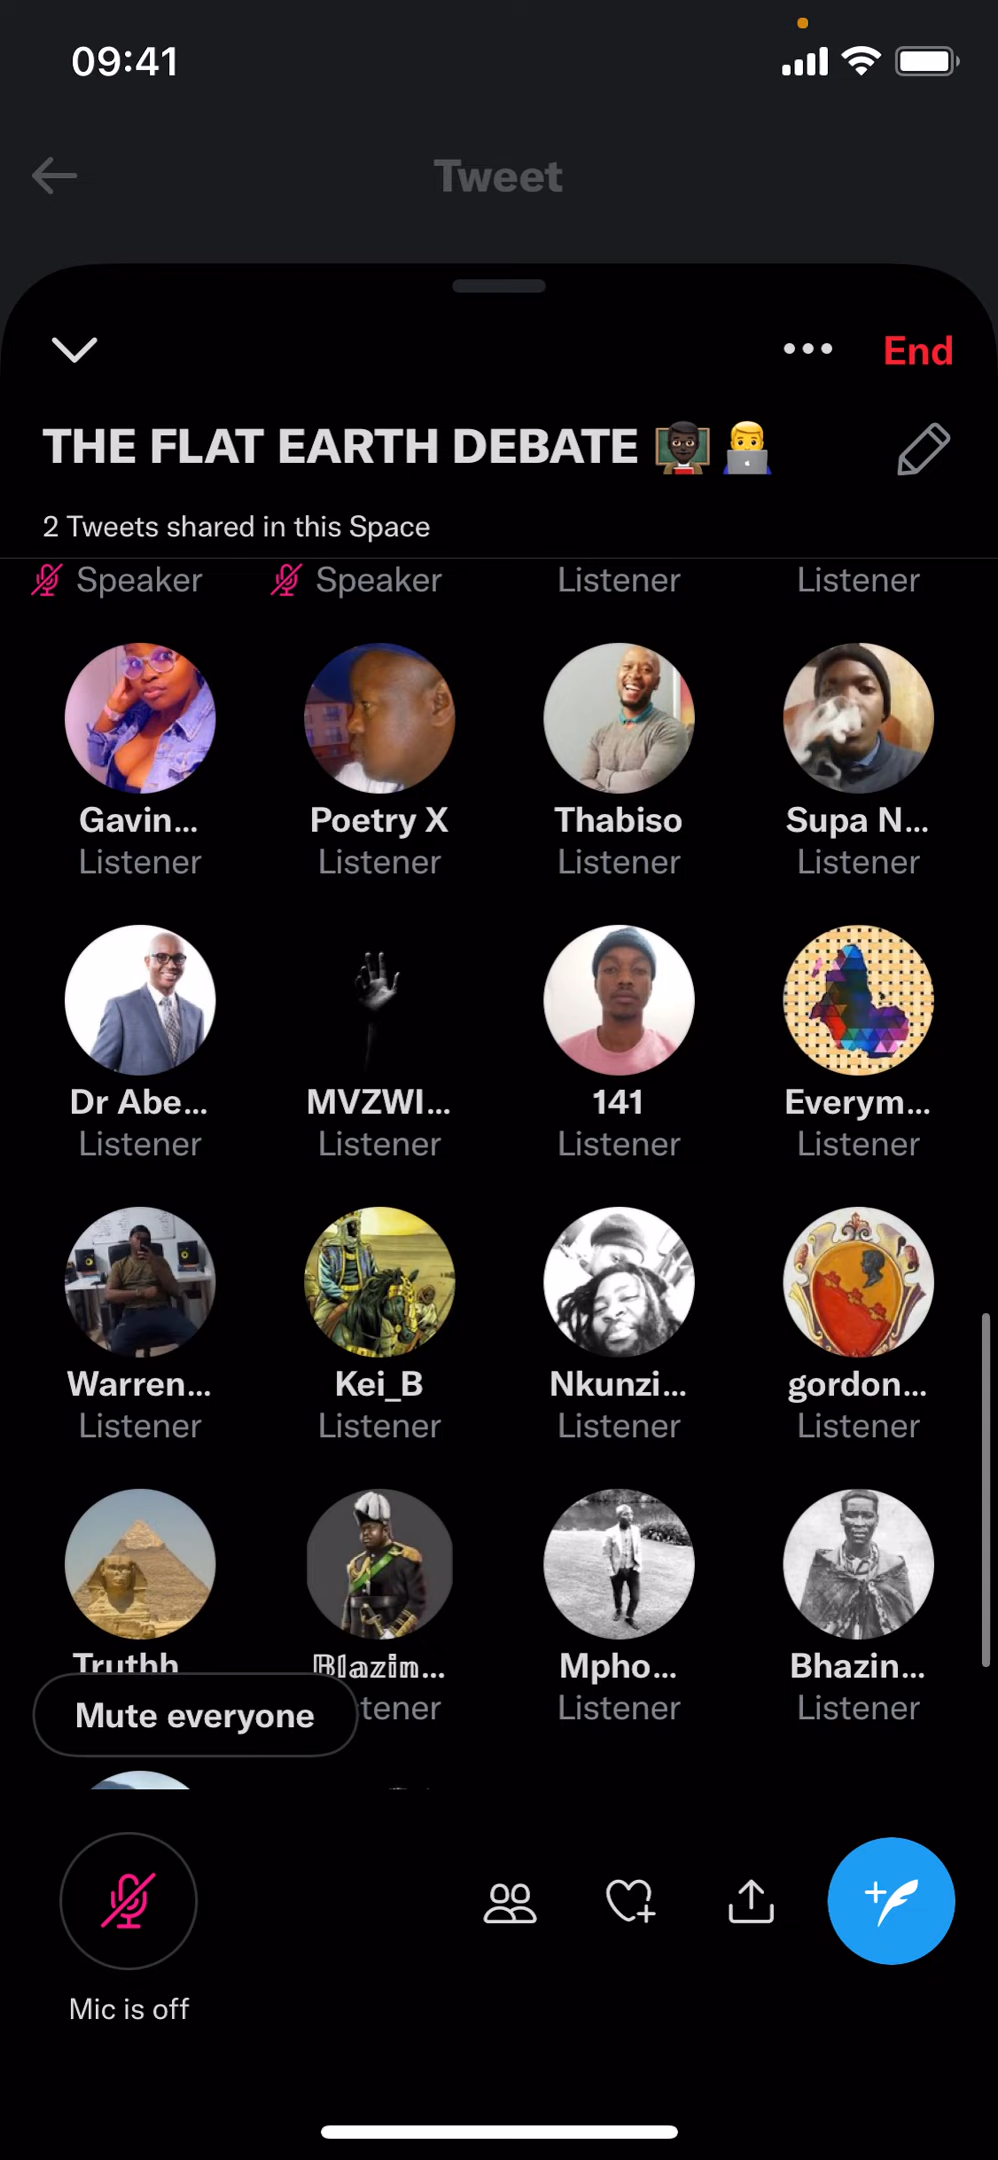 09:41
Tweet
End
THE FLAT EARTH DEBATE 👨🏿‍🏫 👨‍💻
2 Tweets shared in this Space
Speaker Speaker Listener Listener
Gavin... Poetry X Thabiso Supa N...
Listener Listener Listener Listener
Dr Abe... MVZWI... 141 Everym...
Listener Listener Listener Listener
Warren... Kei_B Nkunzi... gordon...
Listener Listener Listener Listener
Truthh 𝔹𝕝𝕒𝕫𝕚𝕟... Mpho... Bhazin...
tener Listener Listener
Mute everyone
Mic is off